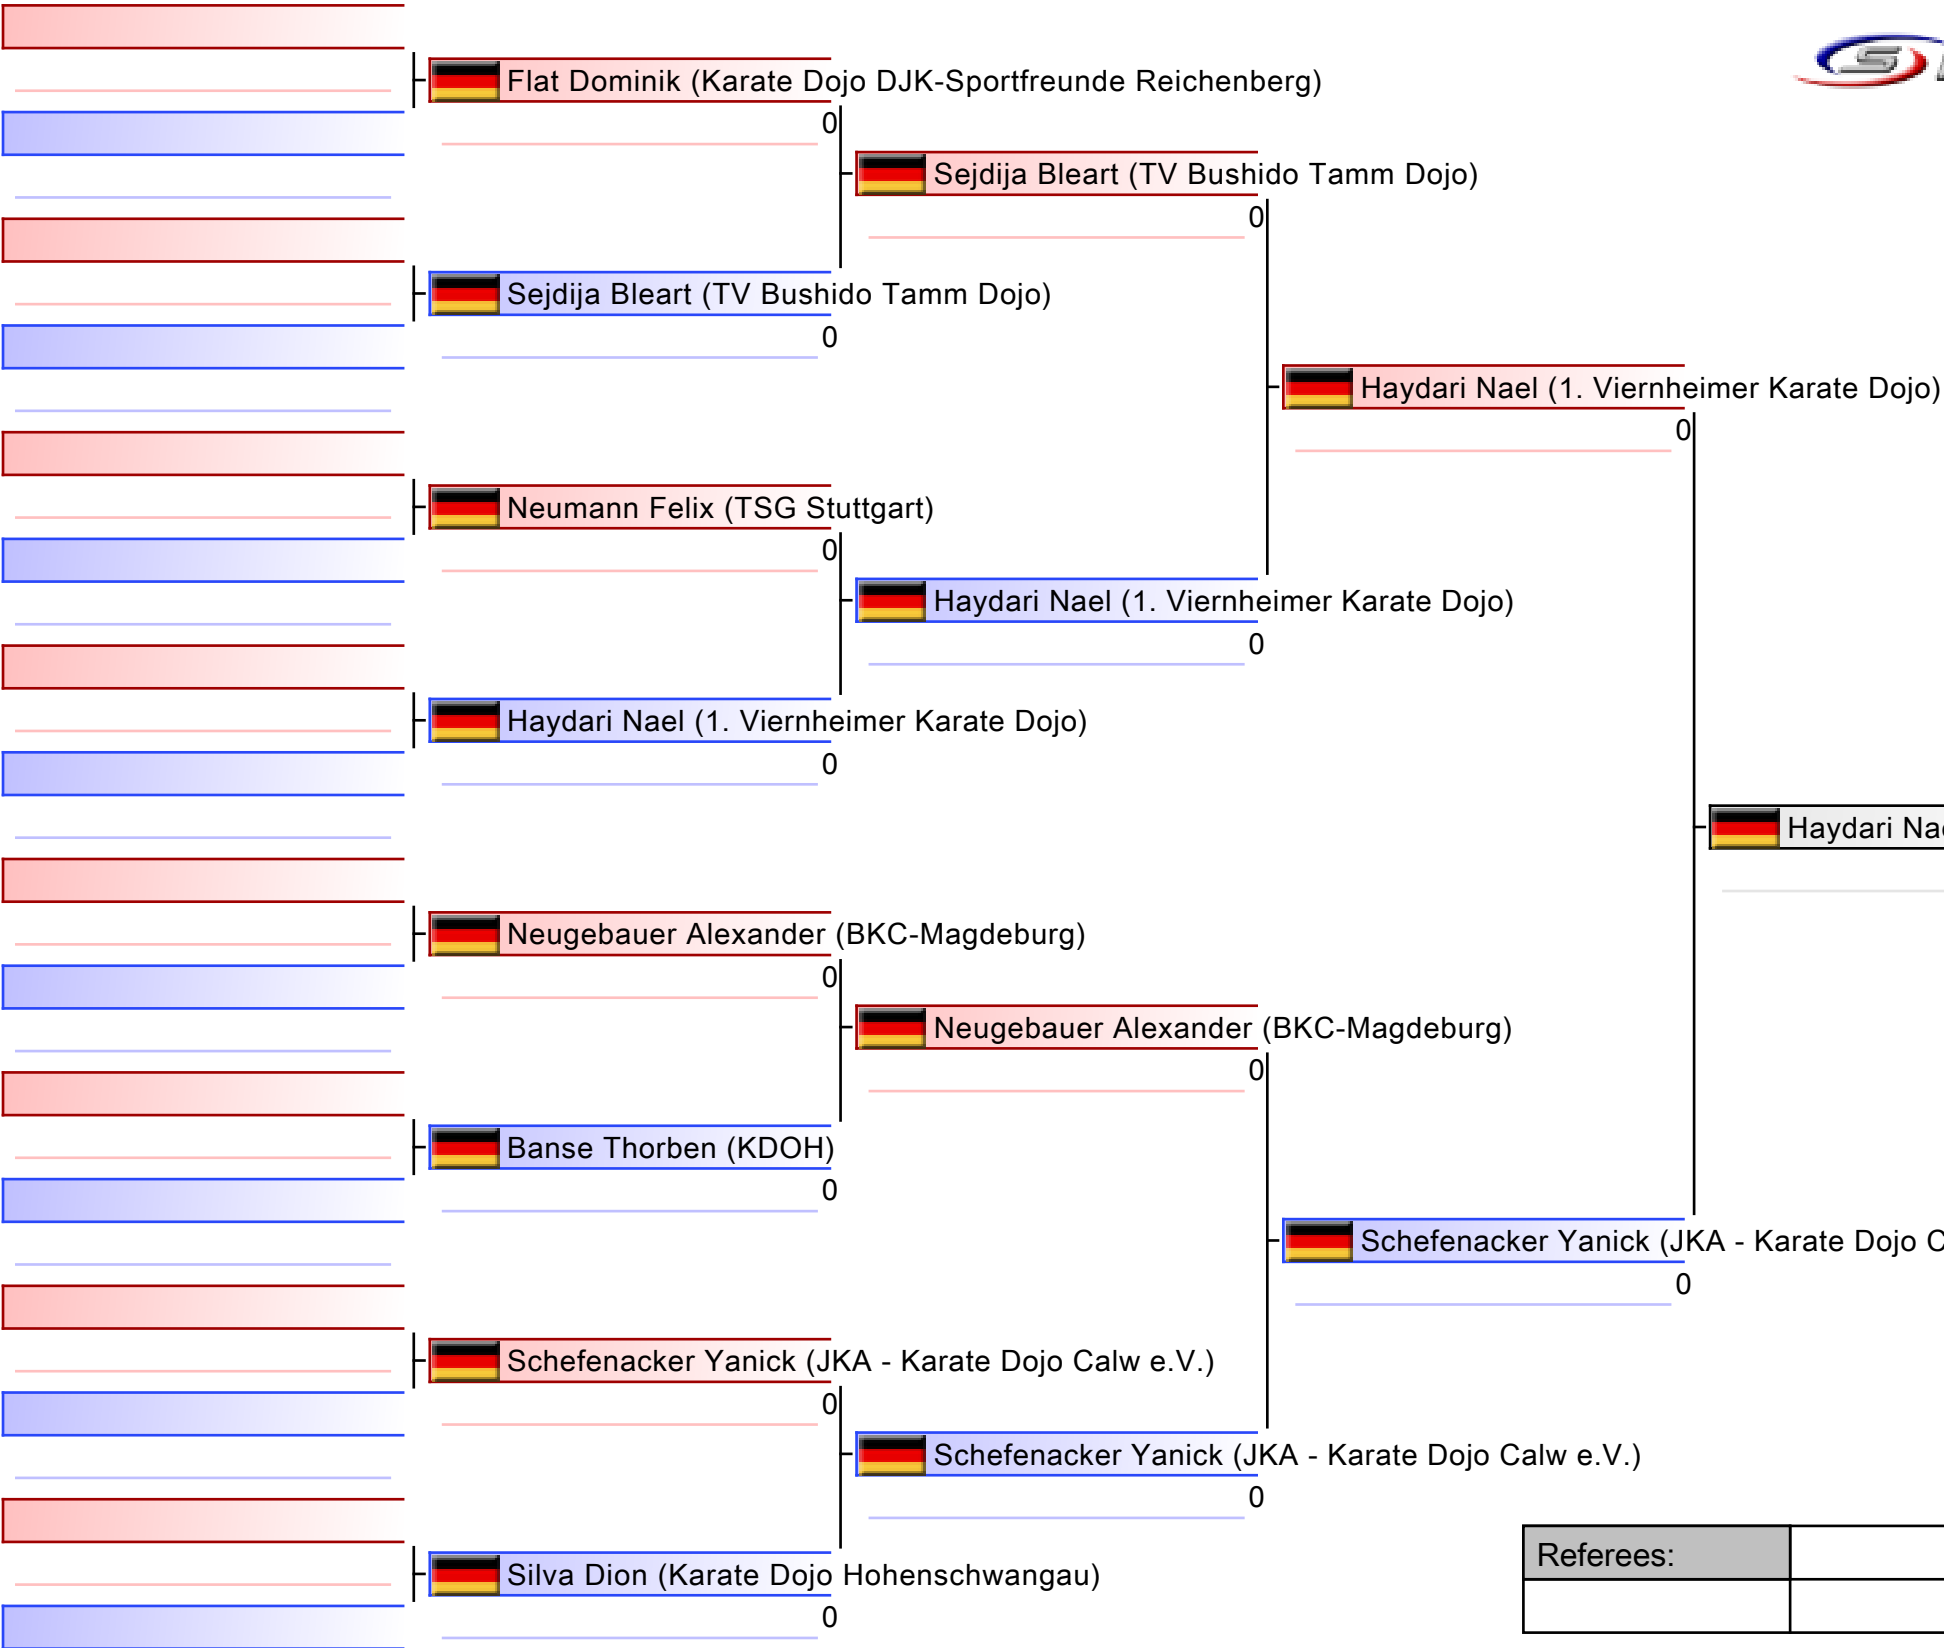 Flat Dominik (Karate Dojo DJK-Sportfreunde Reichenberg)
0
Sejdija Bleart (TV Bushido Tamm Dojo)
0
Sejdija Bleart (TV Bushido Tamm Dojo)
0
Haydari Nael (1. Viernheimer Karate Dojo)
0
Neumann Felix (TSG Stuttgart)
0
Haydari Nael (1. Viernheimer Karate Dojo)
0
Haydari Nael (1. Viernheimer Karate Dojo)
0
Haydari
Neugebauer Alexander (BKC-Magdeburg)
0
Neugebauer Alexander (BKC-Magdeburg)
0
Banse Thorben (KDOH)
0
Schefenacker Yanick (JKA - Karate Dojo
0
Schefenacker Yanick (JKA - Karate Dojo Calw e.V.)
0
Schefenacker Yanick (JKA - Karate Dojo Calw e.V.)
0
Silva Dion (Karate Dojo Hohenschwangau)
0
Referees: